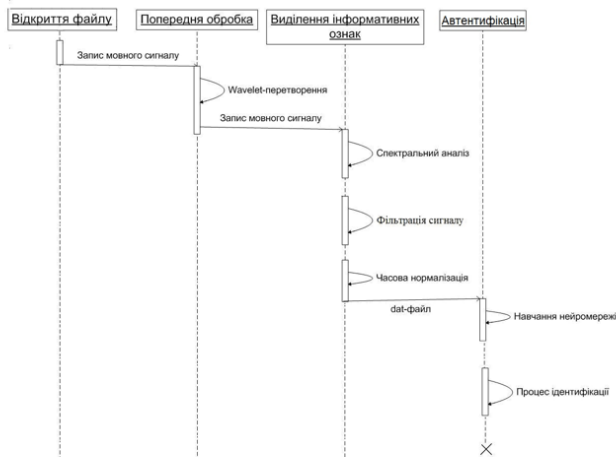 Відкриття файлу
Попередня обробка
Виділення інформативних
ознак
Автентифікація
Запис мовного сигналу
Wavelet-перетворення
Запис мовного сигналу
Спектральний аналіз
Фільтрація сигналу
Часова нормалізація
dat-файл
Навчання нейромережі
Процес ідентифікації